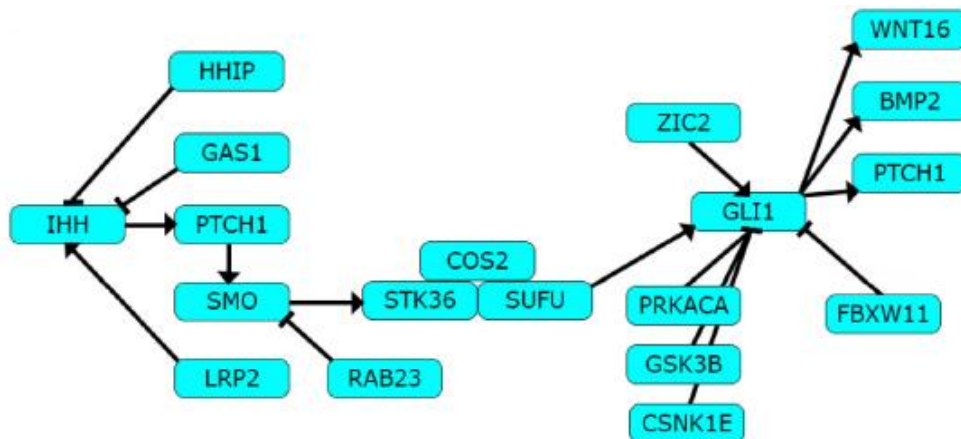 WNT16
HHIP
BMP2
ZIC2
GAS1
PTCH1
IHH
PTCH1
GLI1
COS2
SMO
STK36
SUFU
PRKACA
FBXW11
LRP2
RAB23
GSK3B
CSNK1E